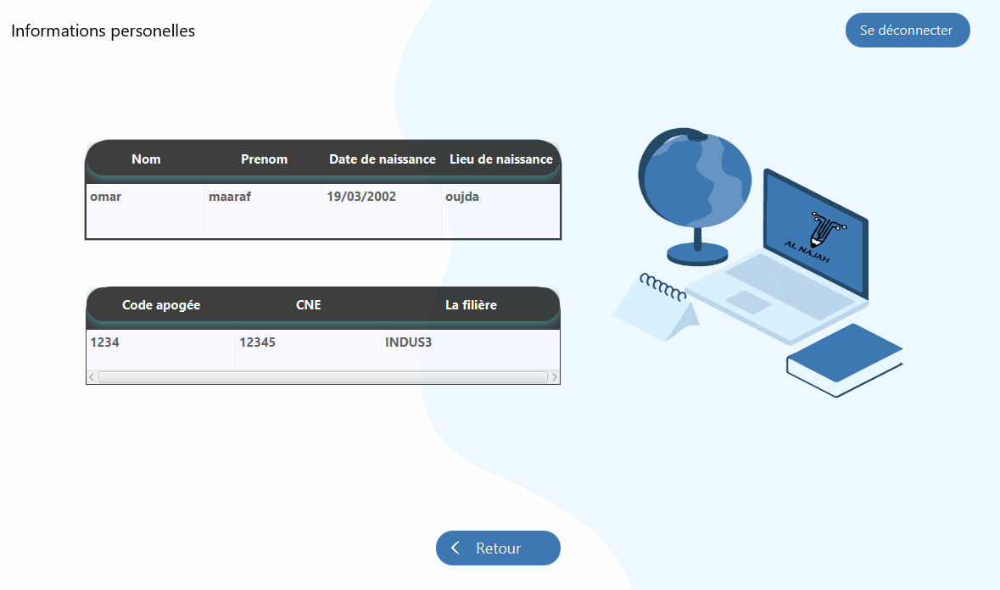 Informations personelles
Se déconnecter
Nom Prenom Date de naissance Lieu de naissance
omar maaraf 19/03/2002 oujda
AL NAJAH
Code apogée CNE La filière
1234 12345 INDUS3
Retour